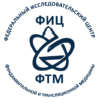 ФЕДЕРАЛЬНЫЙ ИССЛЕДОВАТЕЛЬСКИЙ ЦЕНТР
ФИЦ
ФТМ
ФУНДАМЕНТАЛЬНОЙ И ТРАНСЛЯЦИОННОЙ МЕДИЦИНЫ